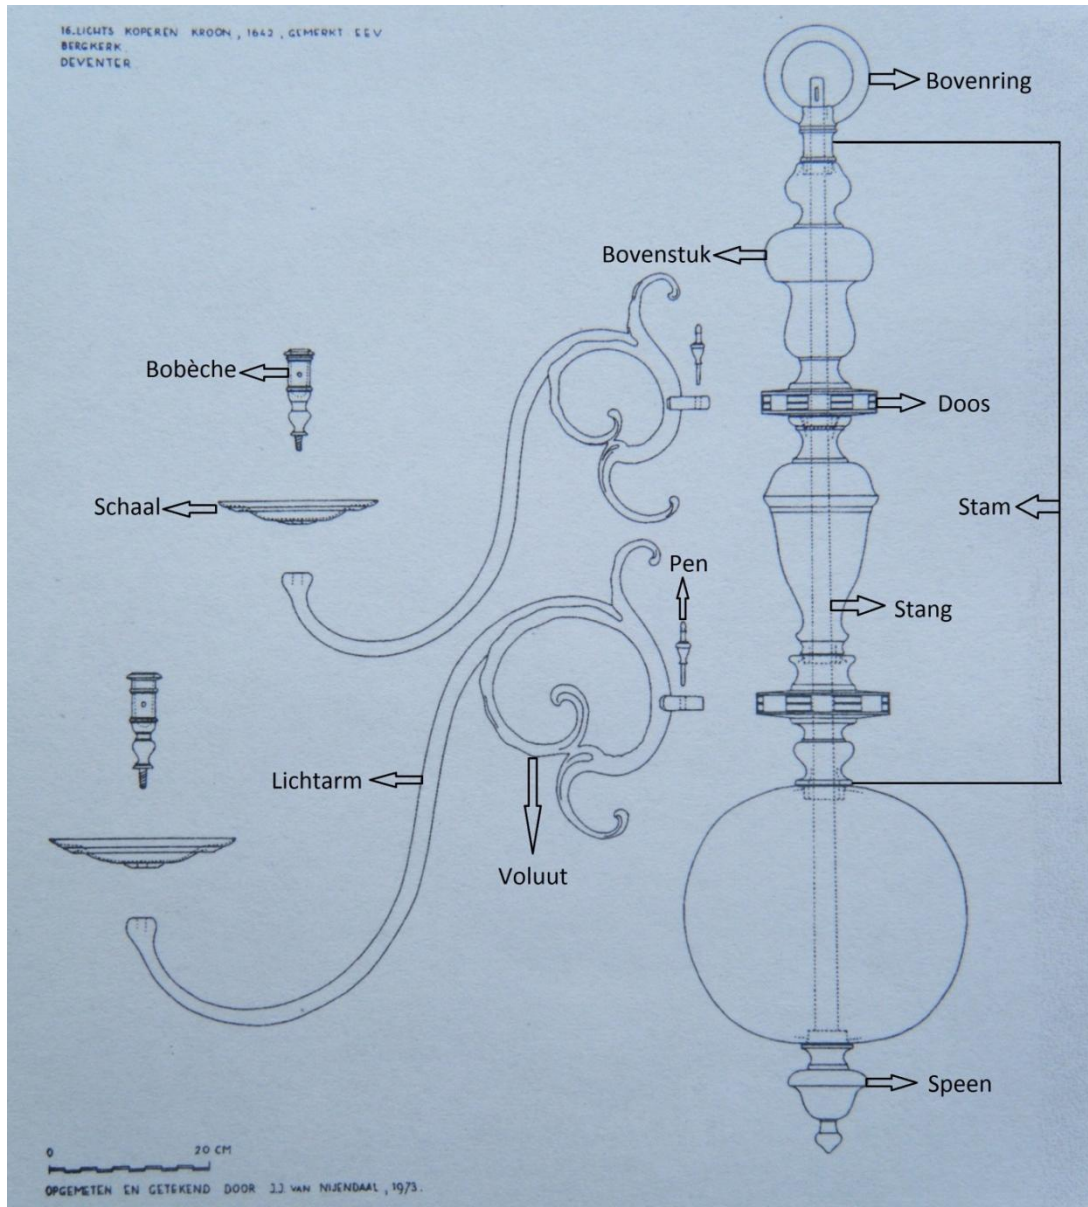 16.LICHTS KOPEREN KROON, 1642, GEMERKT EEV
BERGKERK.
DEVENTER.
Bovenring
Bovenstuk
Bobèche
Doos
Schaal
Stam
Pen
Stang
Lichtarm
Voluut
Speen
0 20 CM
OPGEMETEN EN GETEKEND DOOR J.J. VAN NIJENDAAL, 1973.